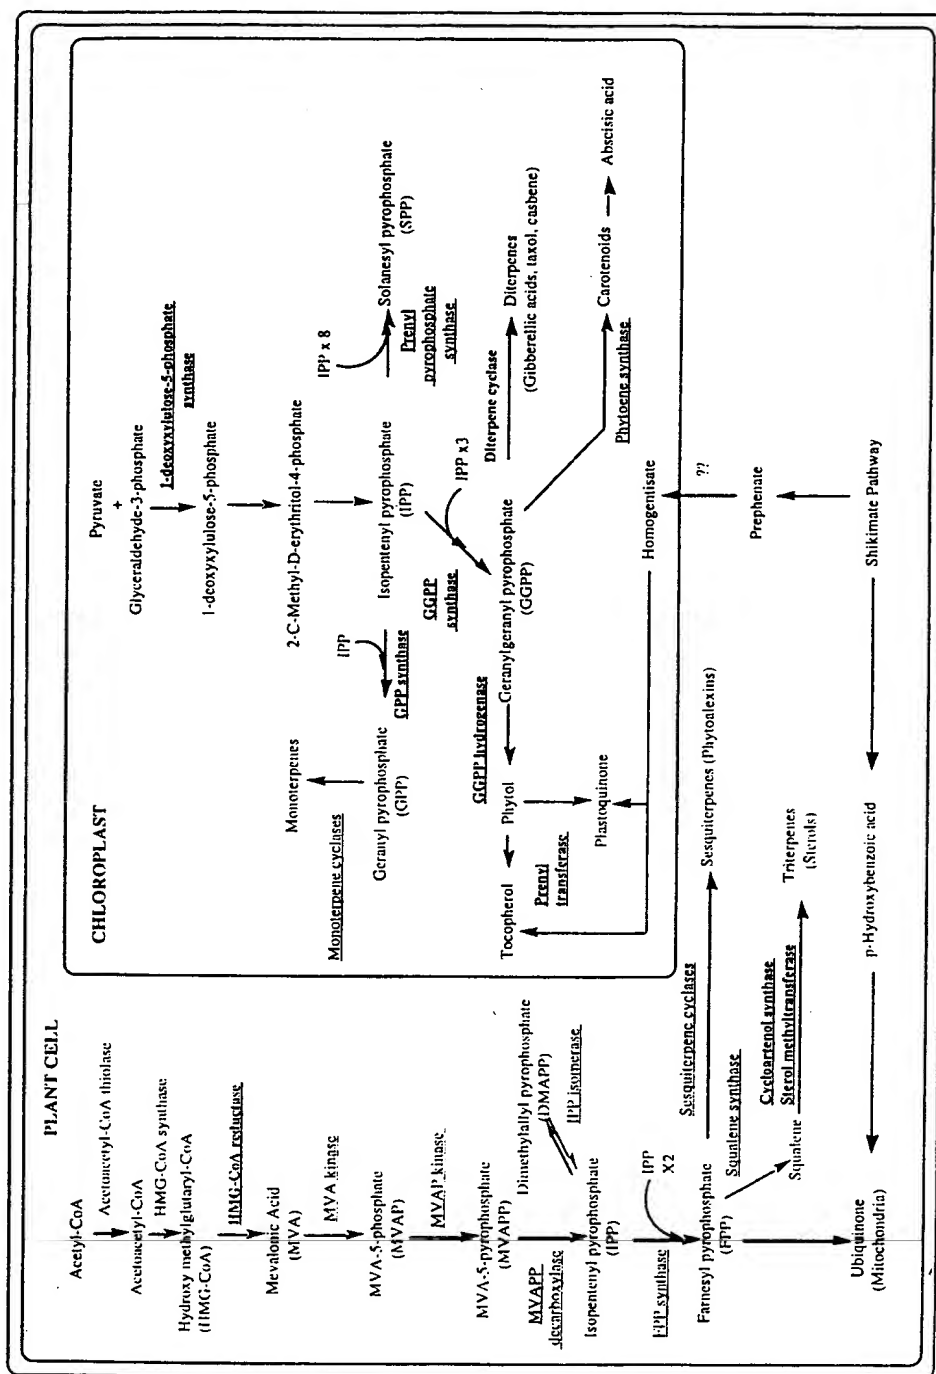 PLANT CELL
Acetyl-CoA
Acetoacetyl-CoA thiolase
Acetoacetyl-CoA
HMG-CoA synthase
Hydroxy methylglutaryl-CoA
(HMG-CoA)
HMG-CoA reductase
Mevalonic Acid
(MVA)
MVA kinase
MVA-5-phosphate
(MVAP)
MVAP kinase
MVA-5-pyrophosphate
(MVAPP)
MVAPP
decarboxylase
Dimethylallyl pyrophosphate
(DMAPP)
IPP isomerase
Isopentenyl pyrophosphate
(IPP)
FPP synthase
IPP
X2
Farnesyl pyrophosphate
(FPP)
Sesquiterpene cyclases
Sesquiterpenes (Phytoalexins)
Squalene synthase
Squalene
Cycloartenol synthase
Sterol methyltransferase
Triterpenes
(Sterols)
Ubiquinone
(Mitochondria)
p-Hydroxybenzoic acid
Shikimate Pathway
Prephenate
??
CHLOROPLAST
Pyruvate
+
Glyceraldehyde-3-phosphate
1-deoxyxylulose-5-phosphate
synthase
1-deoxyxylulose-5-phosphate
2-C-Methyl-D-erythritol-4-phosphate
Isopentenyl pyrophosphate
(IPP)
IPP x 8
Solanesyl pyrophosphate
(SPP)
Prenyl
pyrophosphate
synthase
IPP
GPP synthase
Geranyl pyrophosphate
(GPP)
Monoterpene cyclases
Monoterpenes
GGPP
synthase
IPP x3
Geranylgeranyl pyrophosphate
(GGPP)
Diterpene cyclase
Diterpenes
(Gibberellic acids, taxol, casbene)
Phytoene synthase
Carotenoids
Abscisic acid
GGPP hydrogenase
Phytol
Prenyl
transferase
Tocopherol
Plastoquinone
Homogentisate